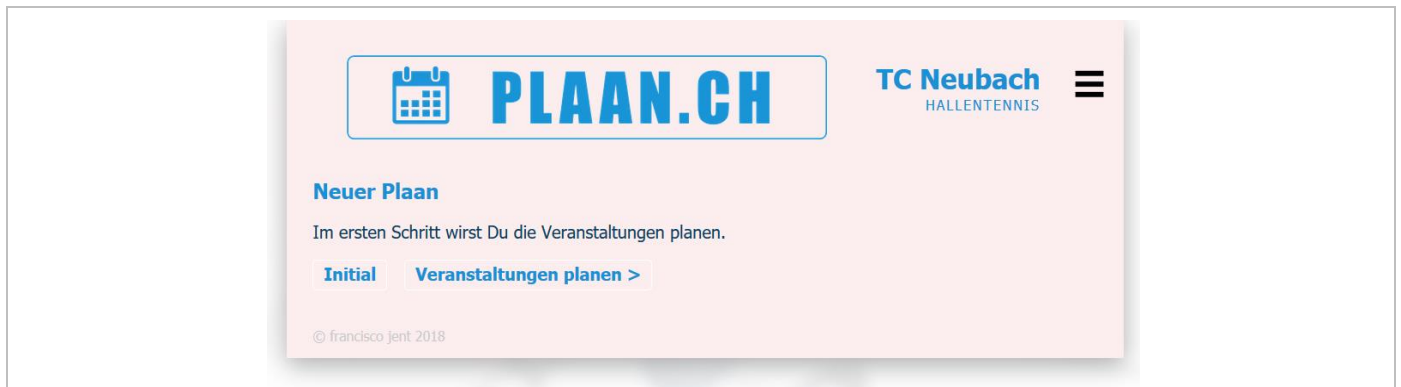 PLAAN.CH
TC Neubach
HALLENTENNIS
Neuer Plaan
Im ersten Schritt wirst Du die Veranstaltungen planen.
Initial
Veranstaltungen planen >
© francisco jent 2018